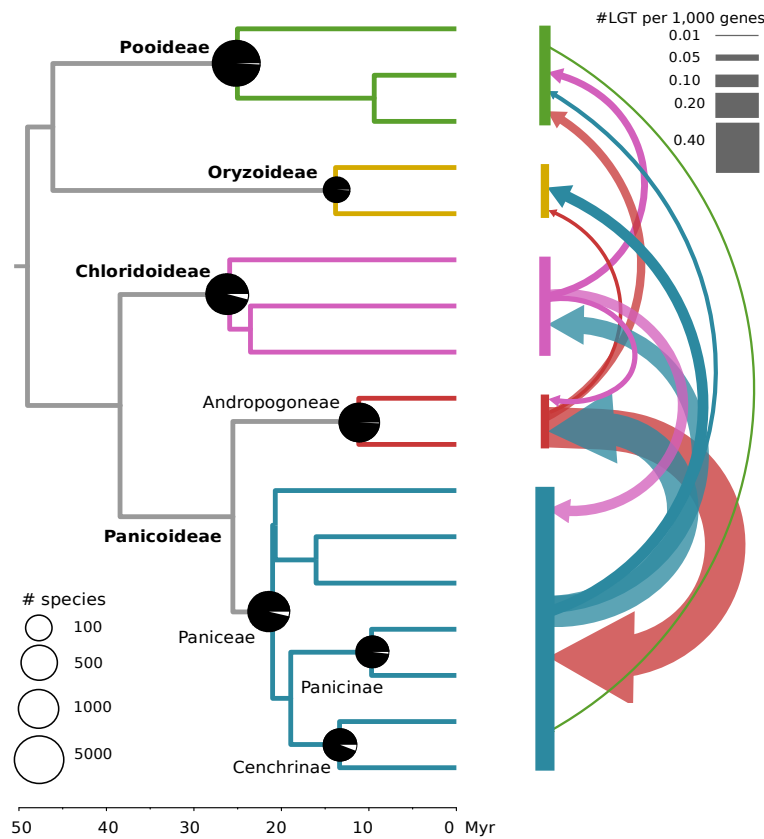 #LGT per 1,000 genes
0.01
0.05
0.10
0.20
0.40
Pooideae
Oryzoideae
Chloridoideae
Andropogoneae
Panicoideae
Paniceae
Panicinae
Cenchrinae
# species
100
500
1000
5000
50 40 30 20 10 0 Myr